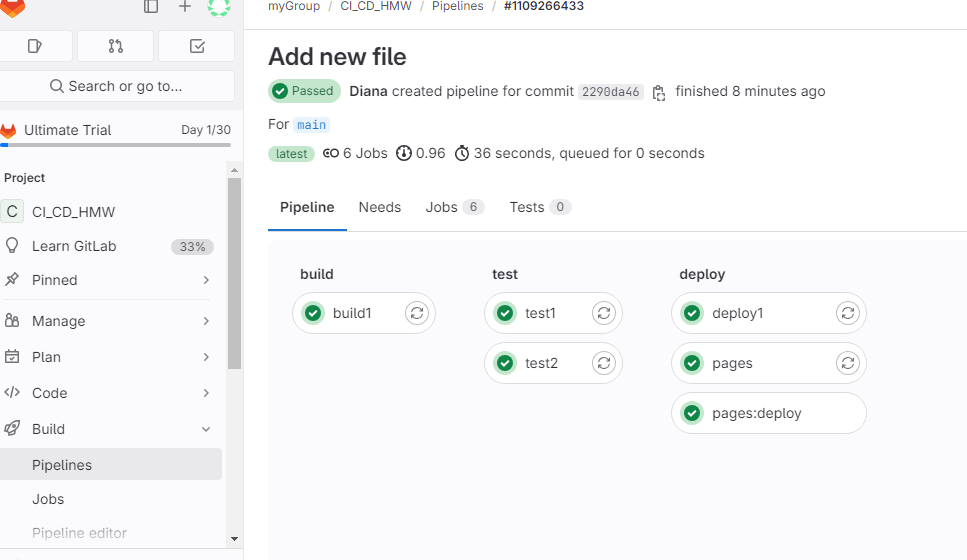 myGroup / CI_CD_HMW / Pipelines / #1109266433
Search or go to...
Ultimate Trial Day 1/30
Project
C CI_CD_HMW
Learn GitLab 33%
Pinned
Manage
Plan
Code
Build
Pipelines
Jobs
Pipeline editor
Add new file
Passed Diana created pipeline for commit 2290da46 finished 8 minutes ago
For main
latest 6 Jobs 0.96 36 seconds, queued for 0 seconds
Pipeline Needs Jobs 6 Tests 0
build test deploy
build1 test1 deploy1
test2 pages
pages:deploy